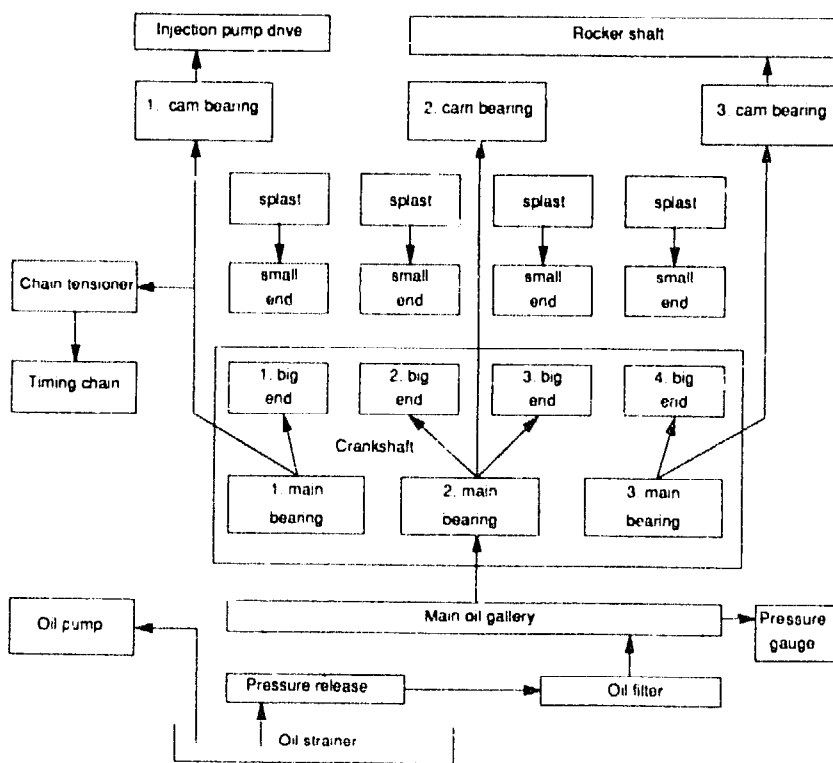 Injection pump drive
Rocker shaft
1. cam bearing
2. cam bearing
3. cam bearing
splast
splast
splast
splast
Chain tensioner
small
end
small
end
small
end
small
end
Timing chain
1. big
end
2. big
end
3. big
end
4. big
end
Crankshaft
1. main
bearing
2. main
bearing
3. main
bearing
Oil pump
Main oil gallery
Pressure
gauge
Pressure release
Oil filter
Oil strainer